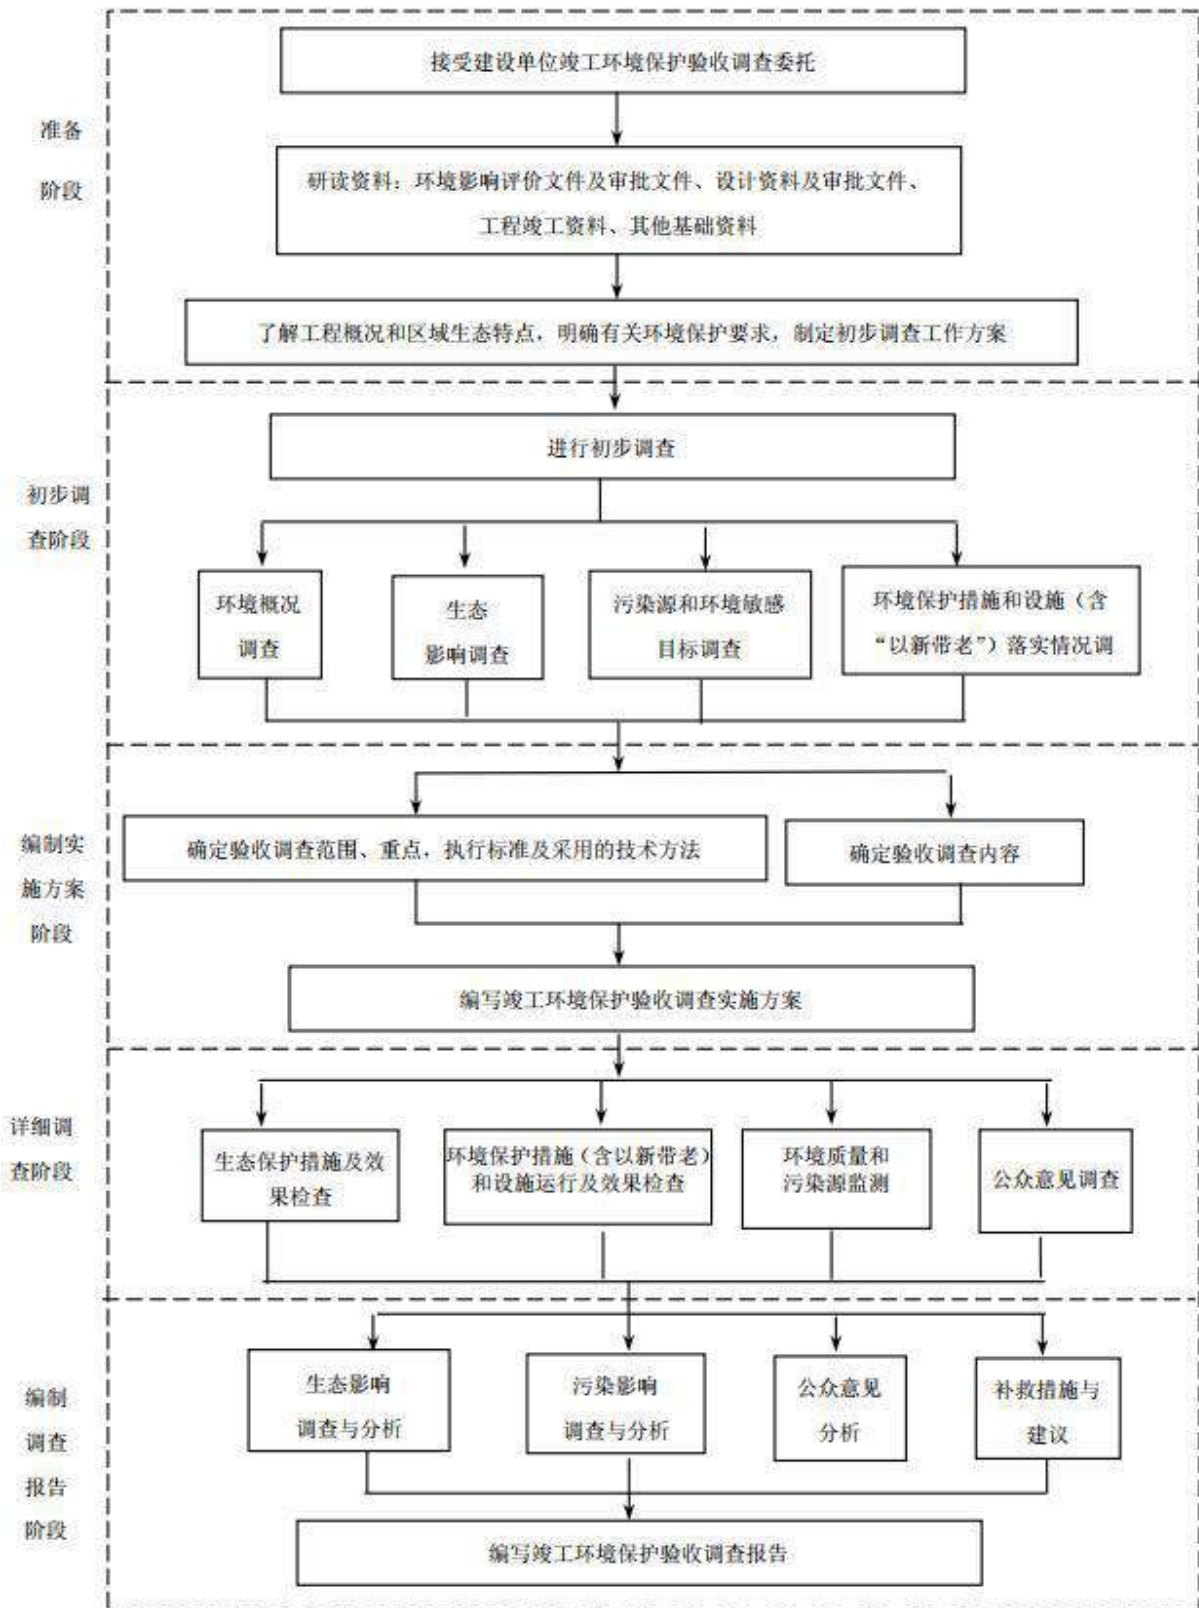 接受建设单位竣工环境保护验收调查委托
准备
阶段
研读资料：环境影响评价文件及审批文件、设计资料及审批文件、
工程竣工资料、其他基础资料
了解工程概况和区域生态特点，明确有关环境保护要求，制定初步调查工作方案
进行初步调查
初步调
查阶段
环境概况
调查
生态
影响调查
污染源和环境敏感
目标调查
环境保护措施和设施（含
“以新带老”）落实情况调
编制实
施方案
阶段
确定验收调查范围、重点，执行标准及采用的技术方法
确定验收调查内容
编写竣工环境保护验收调查实施方案
详细调
查阶段
生态保护措施及效
果检查
环境保护措施（含以新带老）
和设施运行及效果检查
环境质量和
污染源监测
公众意见调查
编制
调查
报告
阶段
生态影响
调查与分析
污染影响
调查与分析
公众意见
分析
补救措施与
建议
编写竣工环境保护验收调查报告